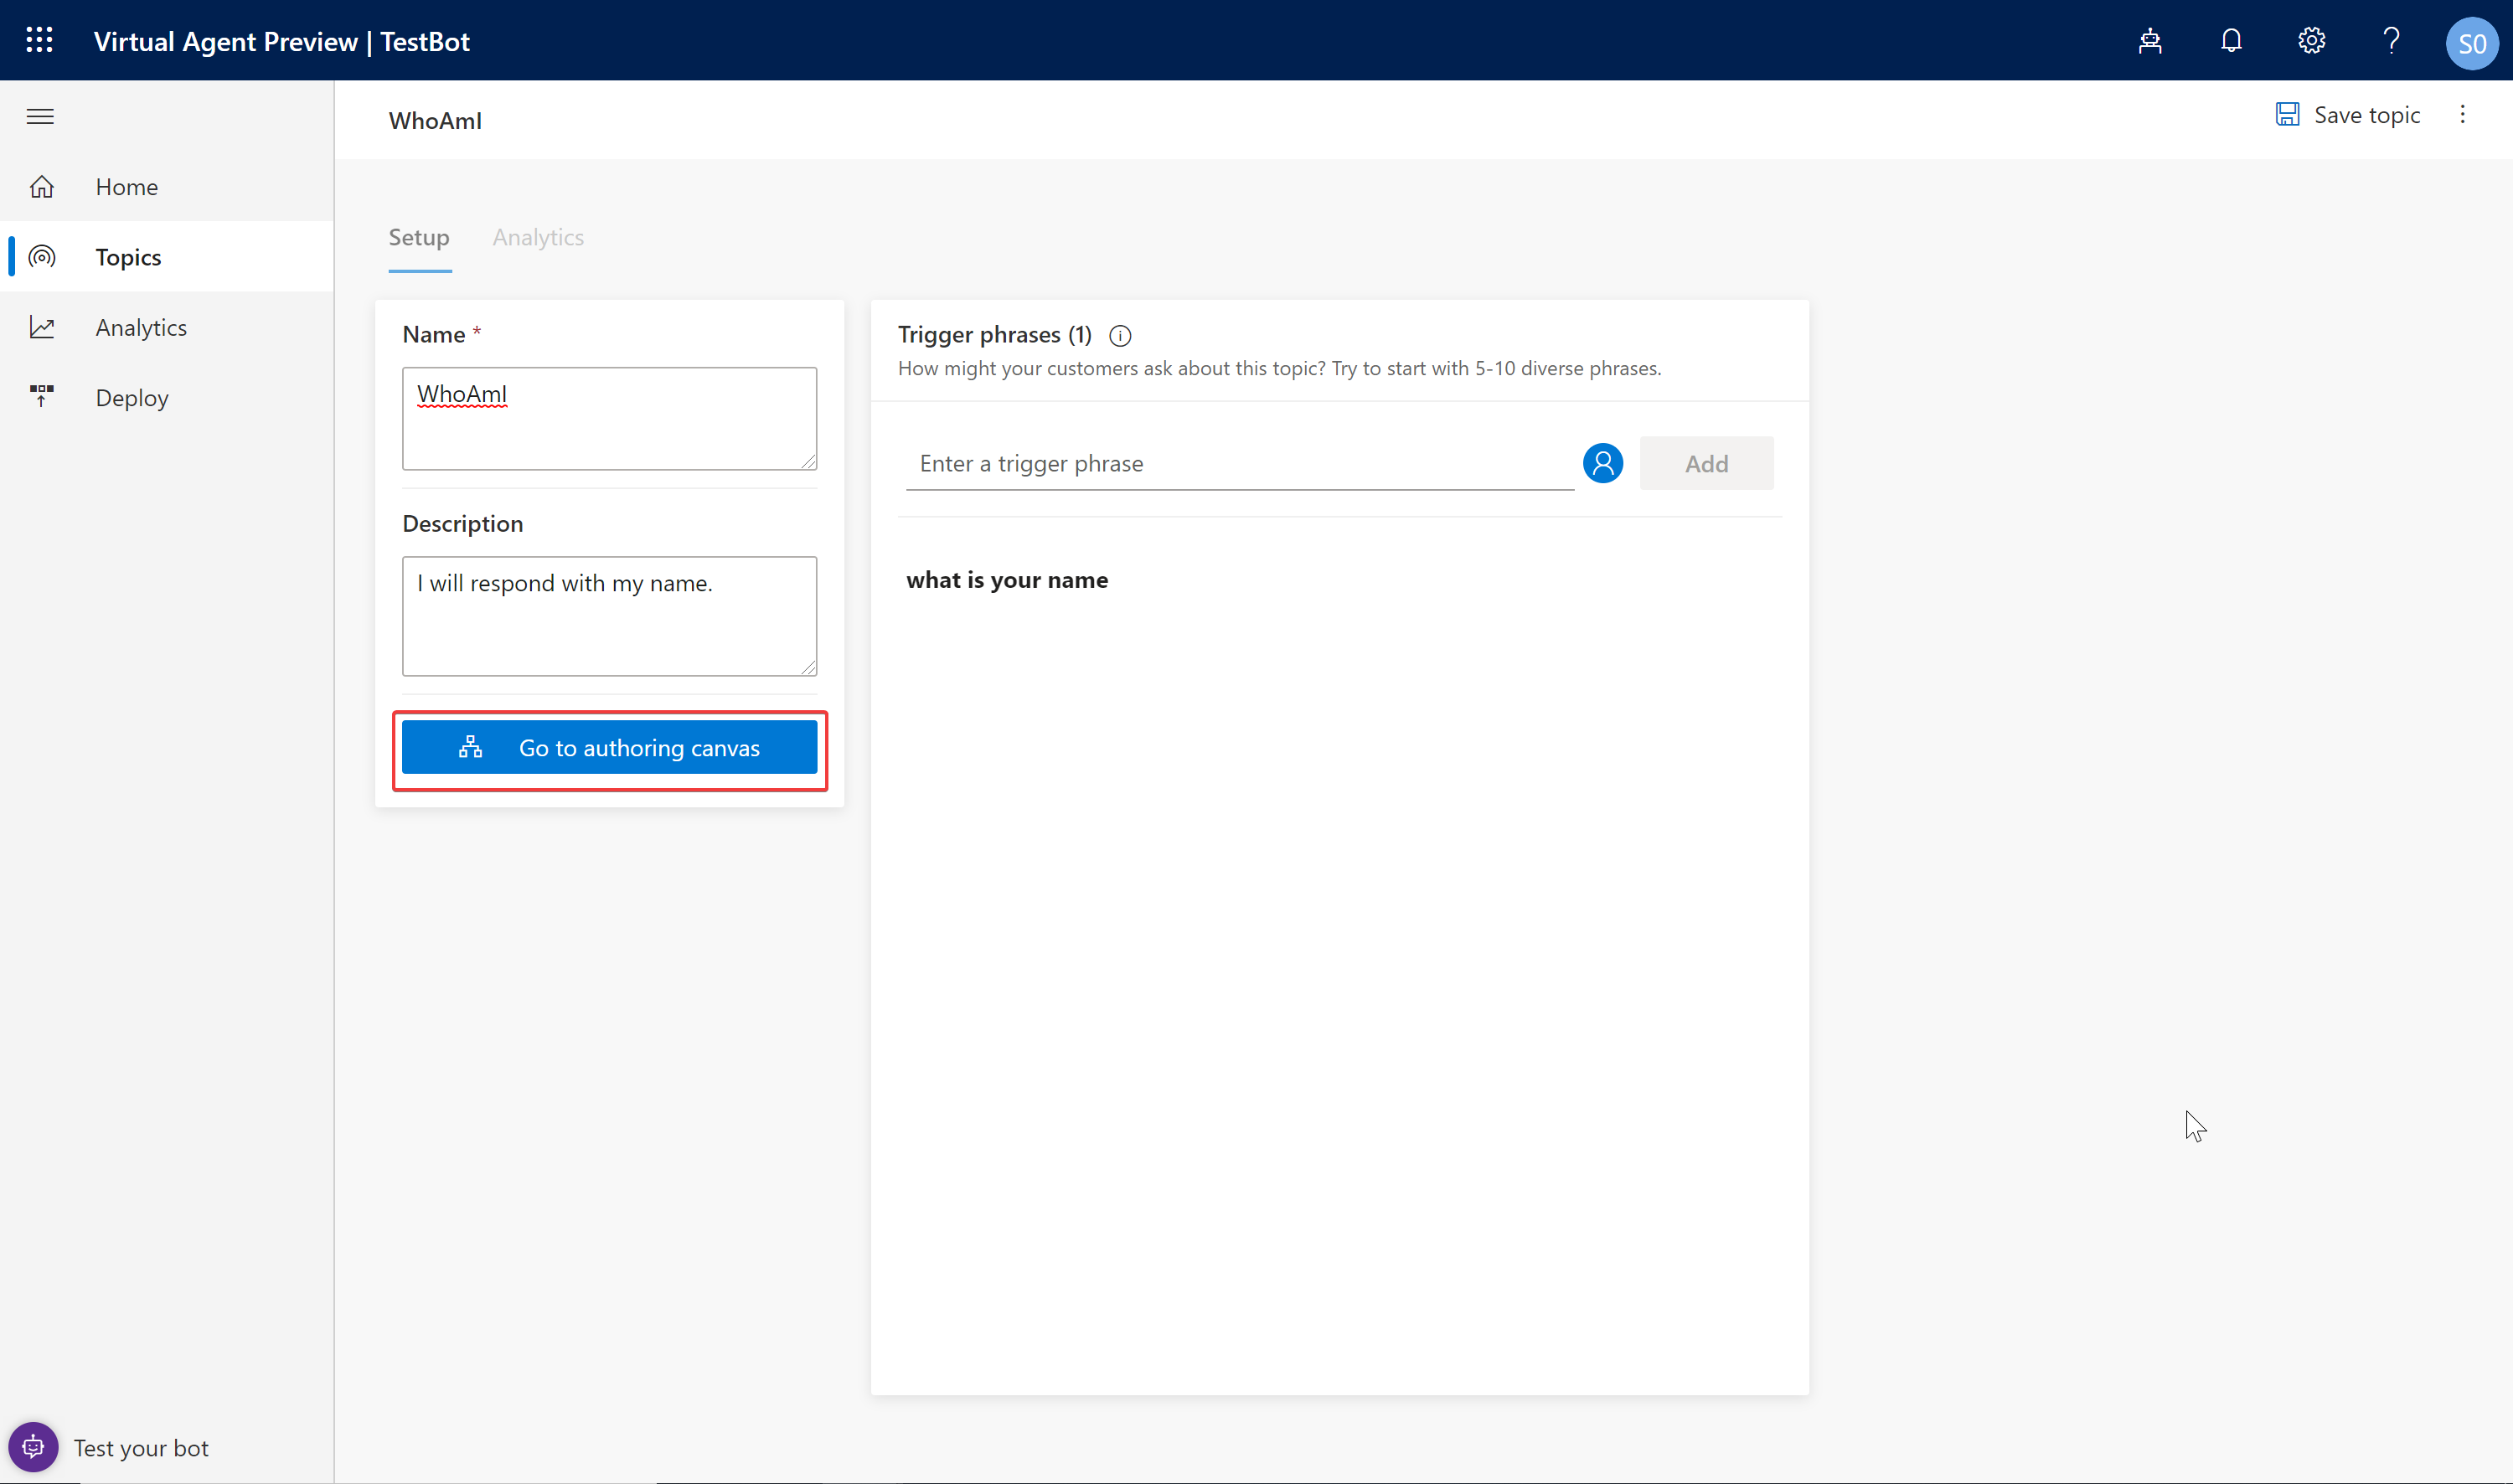 Virtual Agent Preview | TestBot
S0
WhoAmI
Save topic
Home
Topics
Analytics
Deploy
Setup
Analytics
Name *
WhoAmI
Description
I will respond with my name.
Go to authoring canvas
Trigger phrases (1)
How might your customers ask about this topic? Try to start with 5-10 diverse phrases.
Enter a trigger phrase
Add
what is your name
Test your bot